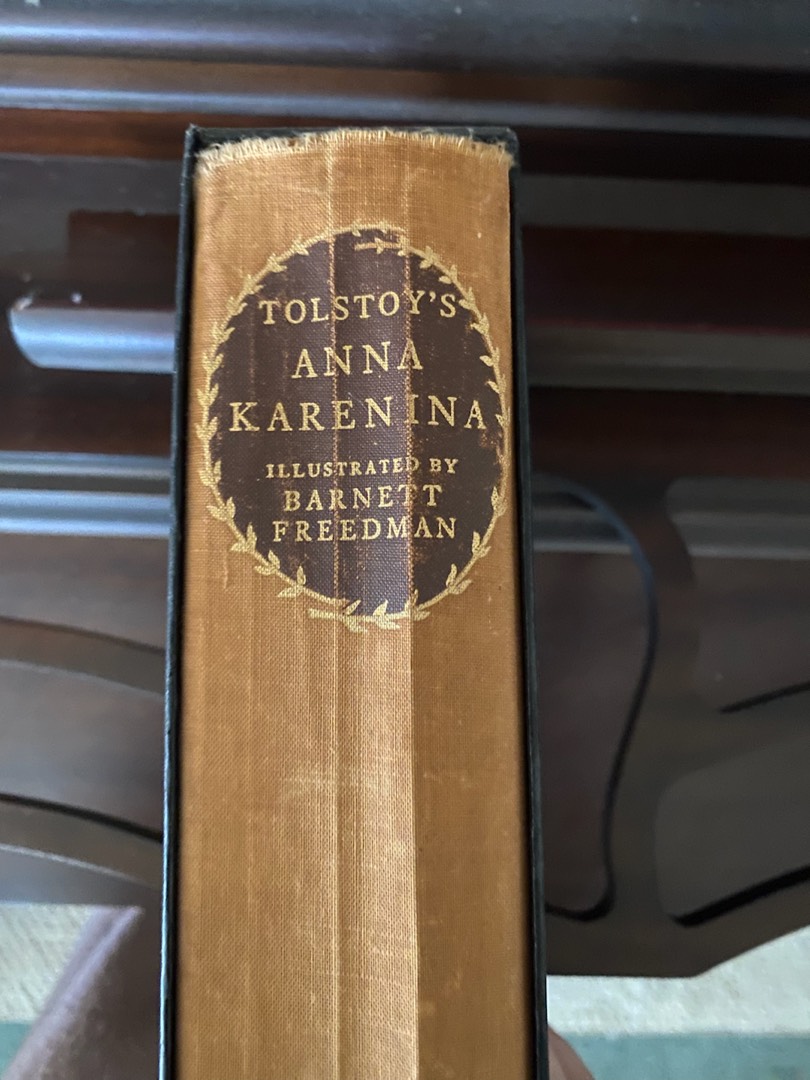 TOLSTOY'S
ANNA
KARENINA
ILLUSTRATED BY
BARNETT
FREEDMAN